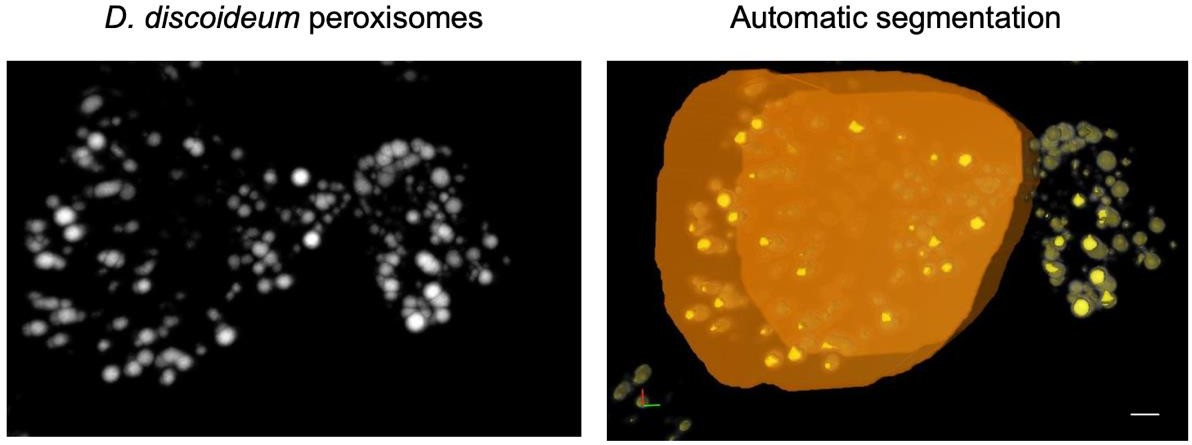 D. discoideum peroxisomes
Automatic segmentation